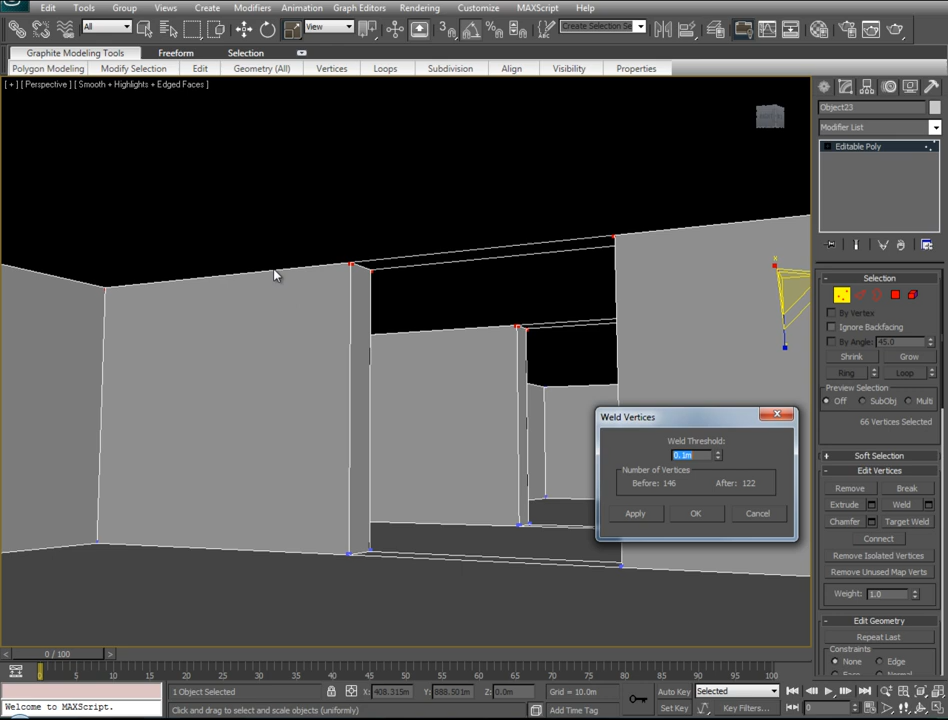 Edit Tools Group Views Create Modifiers Animation Graph Editors Rendering Customize MAXScript Help
All View Create Selection Se
Graphite Modeling Tools Freeform Selection
Polygon Modeling Modify Selection Edit Geometry (All) Vertices Loops Subdivision Align Visibility Properties
[ + ] [ Perspective ] [ Smooth + Highlights + Edged Faces ]
Object23
Modifier List
Editable Poly
x
Selection
By Vertex
Ignore Backfacing
By Angle: 45.0
Shrink Grow
Ring Loop
Preview Selection
Off SubObj Multi
66 Vertices Selected
Soft Selection
Edit Vertices
Remove Break
Extrude Weld
Chamfer Target Weld
Connect
Remove Isolated Vertices
Remove Unused Map Verts
Weight: 1.0
Edit Geometry
Repeat Last
Constraints
None Edge
Weld Vertices
Weld Threshold:
0.1m
Number of Vertices
Before: 146 After: 122
Apply OK Cancel
0 / 100
0 5 10 15 20 25 30 35 40 45 50 55 60 65 70 75 80 85 90 95 100
1 Object Selected X: 408.315m Y: 888.501m Z: 0.0m Grid = 10.0m Auto Key Selected
Welcome to MAXScript. Click and drag to select and scale objects (uniformly) Add Time Tag Set Key Key Filters... 0